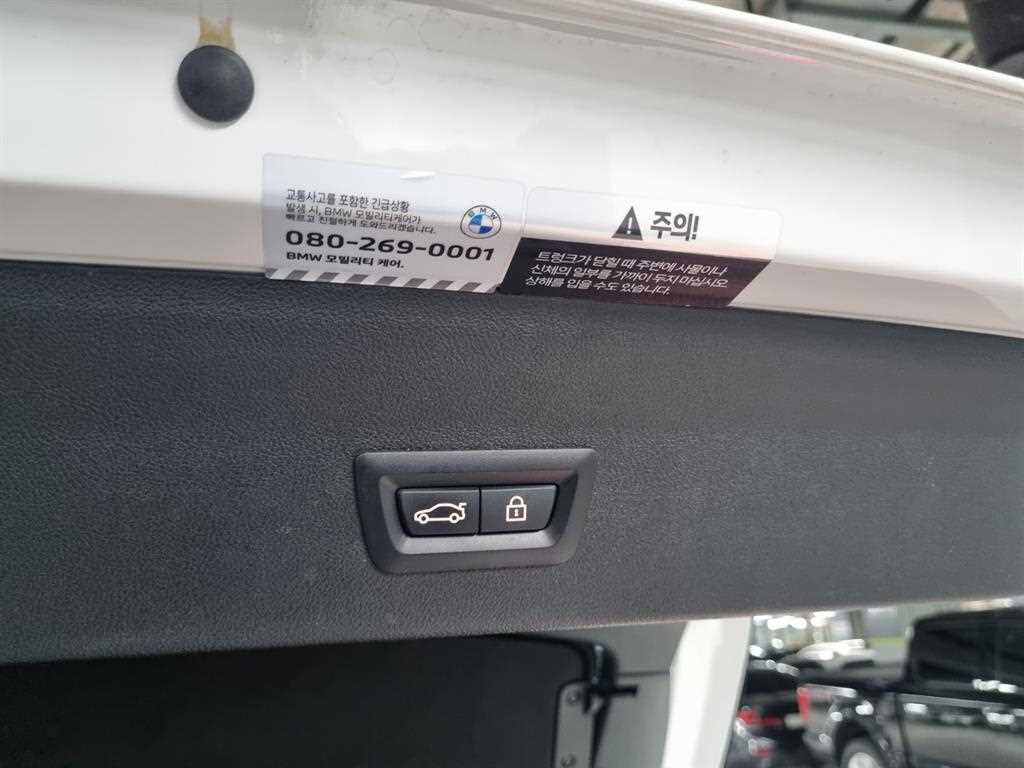 교통사고를 포함한 긴급상황
발생 시, BMW 모빌리티케어가
빠르고 친절하게 도와드리겠습니다.
080-269-0001
BMW 모빌리티 케어.
BMW
주의!
트렁크가 닫힐 때 주변에 사물이나
신체의 일부를 가까이 두지 마십시오
상해를 입을 수도 있습니다.